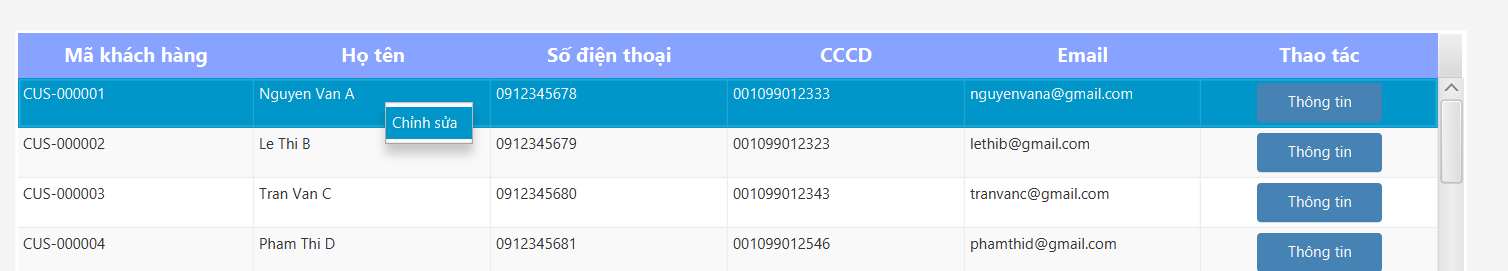 Mã khách hàng Họ tên Số điện thoại CCCD Email Thao tác
CUS-000001 Nguyen Van A 0912345678 001099012333 nguyenvana@gmail.com Thông tin
Chỉnh sửa
CUS-000002 Le Thi B 0912345679 001099012323 lethib@gmail.com Thông tin
CUS-000003 Tran Van C 0912345680 001099012343 tranvanc@gmail.com Thông tin
CUS-000004 Pham Thi D 0912345681 001099012546 phamthid@gmail.com Thông tin